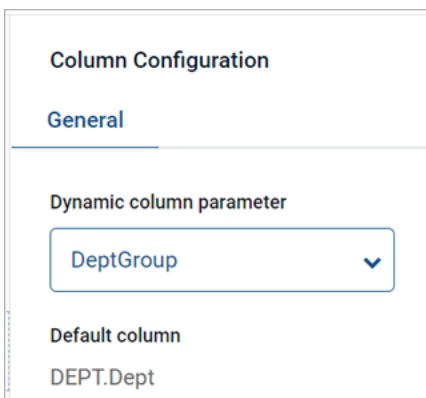 Column Configuration
General
Dynamic column parameter
DeptGroup
Default column
DEPT.Dept